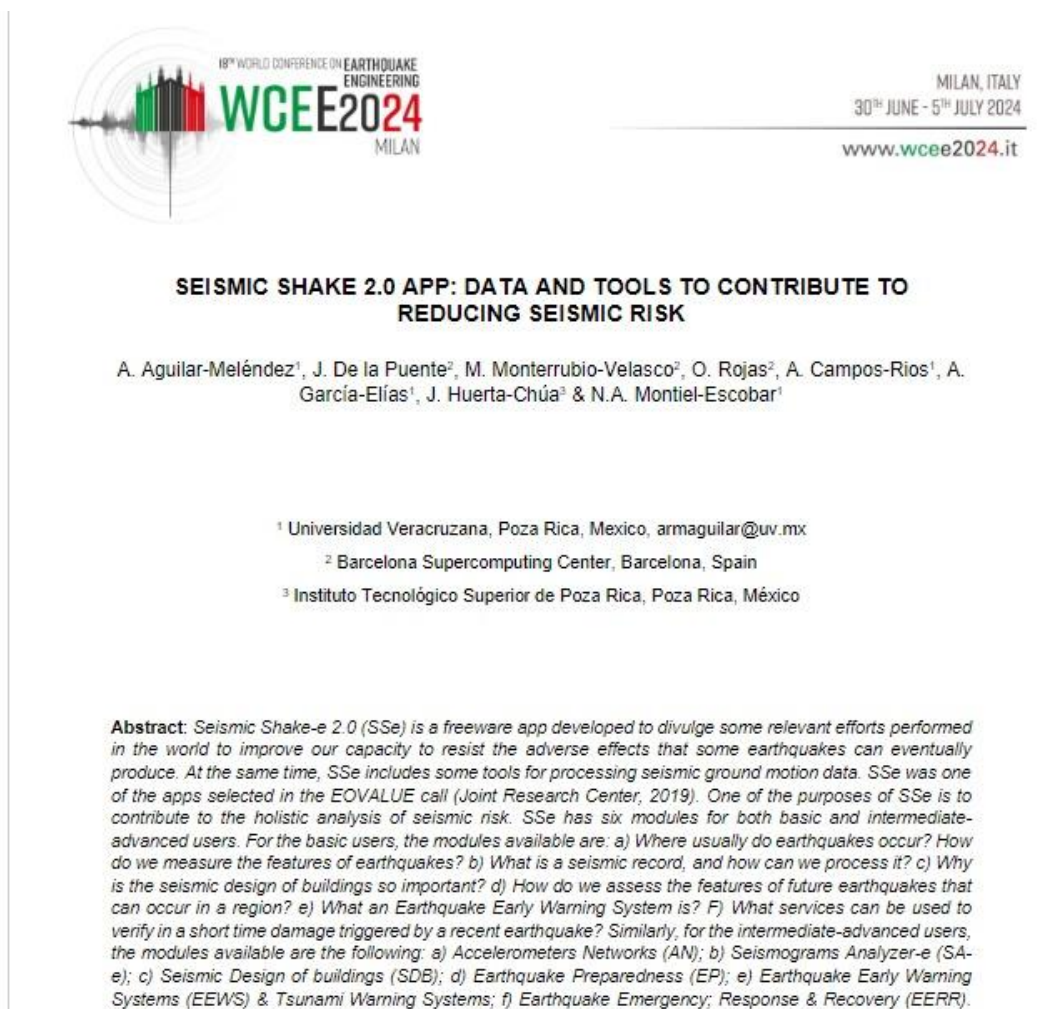 18TH WORLD CONFERENCE ON EARTHQUAKE
ENGINEERING
WCEE2024
MILAN
MILAN, ITALY
30TH JUNE - 5TH JULY 2024
www.wcee2024.it
SEISMIC SHAKE 2.0 APP: DATA AND TOOLS TO CONTRIBUTE TO
REDUCING SEISMIC RISK
A. Aguilar-Meléndez¹, J. De la Puente², M. Monterrubio-Velasco², O. Rojas², A. Campos-Rios¹, A.
García-Elías¹, J. Huerta-Chúa³ & N.A. Montiel-Escobar¹
¹ Universidad Veracruzana, Poza Rica, Mexico, armaguilar@uv.mx
² Barcelona Supercomputing Center, Barcelona, Spain
³ Instituto Tecnológico Superior de Poza Rica, Poza Rica, México
Abstract: Seismic Shake-e 2.0 (SSe) is a freeware app developed to divulge some relevant efforts performed
in the world to improve our capacity to resist the adverse effects that some earthquakes can eventually
produce. At the same time, SSe includes some tools for processing seismic ground motion data. SSe was one
of the apps selected in the EOVALUE call (Joint Research Center, 2019). One of the purposes of SSe is to
contribute to the holistic analysis of seismic risk. SSe has six modules for both basic and intermediate-
advanced users. For the basic users, the modules available are: a) Where usually do earthquakes occur? How
do we measure the features of earthquakes? b) What is a seismic record, and how can we process it? c) Why
is the seismic design of buildings so important? d) How do we assess the features of future earthquakes that
can occur in a region? e) What an Earthquake Early Warning System is? F) What services can be used to
verify in a short time damage triggered by a recent earthquake? Similarly, for the intermediate-advanced users,
the modules available are the following: a) Accelerometers Networks (AN); b) Seismograms Analyzer-e (SA-
e); c) Seismic Design of buildings (SDB); d) Earthquake Preparedness (EP); e) Earthquake Early Warning
Systems (EEWS) & Tsunami Warning Systems; f) Earthquake Emergency; Response & Recovery (EERR).